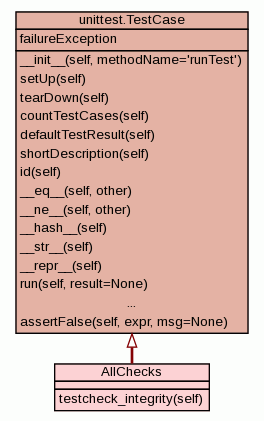 unittest.TestCase
failureException
__init__(self, methodName='runTest')
setUp(self)
tearDown(self)
countTestCases(self)
defaultTestResult(self)
shortDescription(self)
id(self)
__eq__(self, other)
__ne__(self, other)
__hash__(self)
__str__(self)
__repr__(self)
run(self, result=None)
...
assertFalse(self, expr, msg=None)
AllChecks
testcheck_integrity(self)